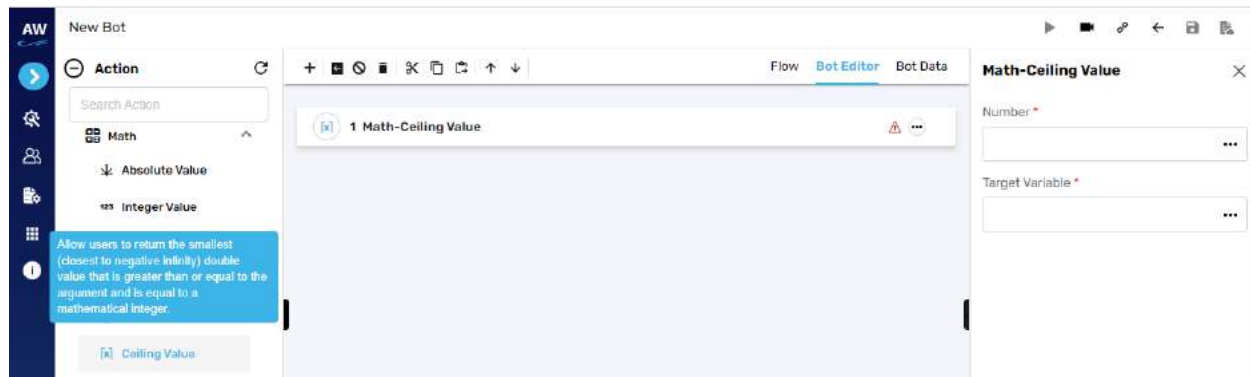 AW
New Bot
Action
Search Action
Math
Absolute Value
123 Integer Value
Allow users to return the smallest
(closest to negative infinity) double
value that is greater than or equal to the
argument and is equal to a
mathematical integer.
[x] Ceiling Value
Flow Bot Editor Bot Data
[x] 1 Math-Ceiling Value
Math-Ceiling Value
Number *
Target Variable *